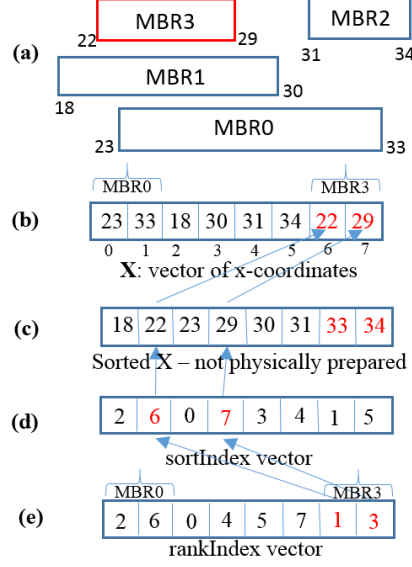 (a)
MBR3
MBR2
22
29
31
34
MBR1
18
30
MBR0
23
33
MBR0
MBR3
(b)
23 33 18 30 31 34 22 29
0 1 2 3 4 5 6 7
X: vector of x-coordinates
(c)
18 22 23 29 30 31 33 34
Sorted X – not physically prepared
(d)
2 6 0 7 3 4 1 5
sortIndex vector
MBR0
MBR3
(e)
2 6 0 4 5 7 1 3
rankIndex vector